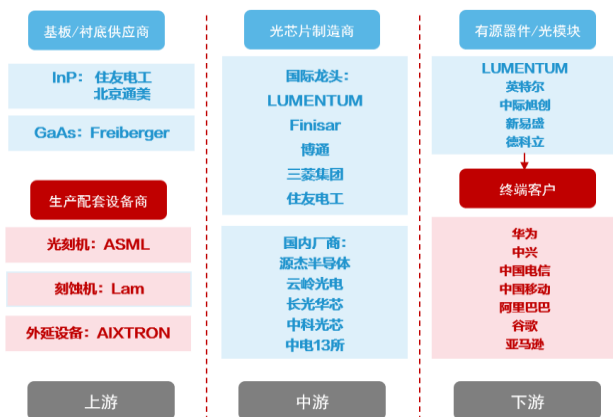 基板/衬底供应商
InP：住友电工
北京通美
GaAs：Freiberger
生产配套设备商
光刻机：ASML
刻蚀机：Lam
外延设备：AIXTRON
上游
光芯片制造商
国际龙头：
LUMENTUM
Finisar
博通
三菱集团
住友电工
国内厂商：
源杰半导体
云岭光电
长光华芯
中科光芯
中电13所
中游
有源器件/光模块
LUMENTUM
英特尔
中际旭创
新易盛
德科立
终端客户
华为
中兴
中国电信
中国移动
阿里巴巴
谷歌
亚马逊
下游